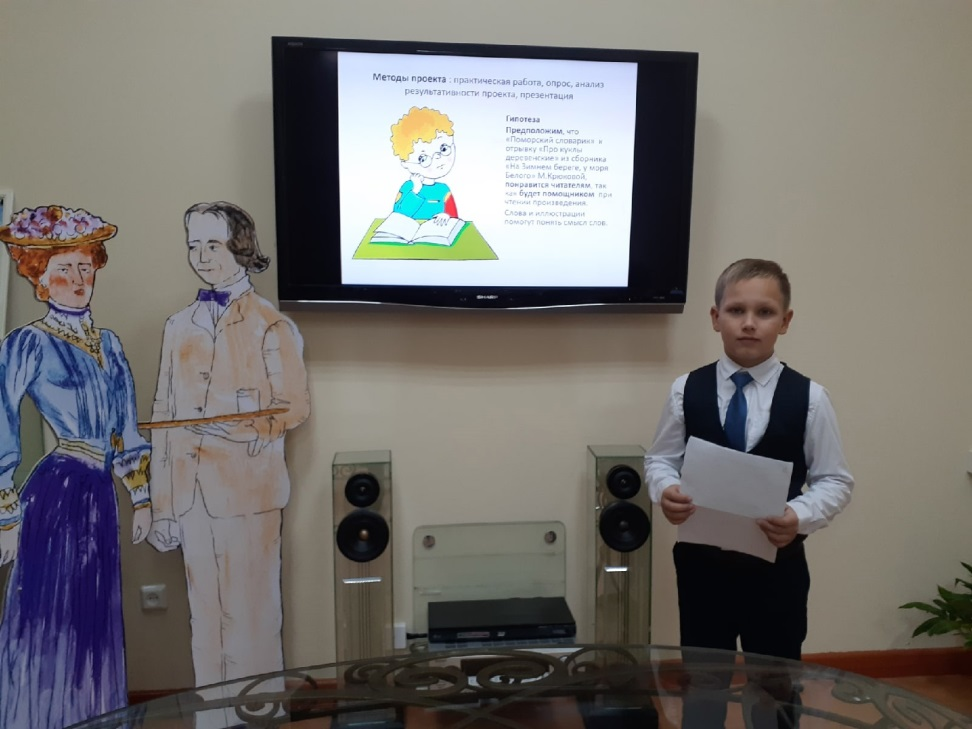 Методы проекта : практическая работа, опрос, анализ
результативности проекта, презентация
Гипотеза
Предположим, что
«Поморский словарик» к
отрывку «Про куклы
деревенские» из сборника
«На Зимнем береге, у моря
Белого» М.Крюковой,
понравится читателям, так
как будет помощником при
чтении произведения.
Слова и иллюстрации
помогут понять смысл слов.
SHARP